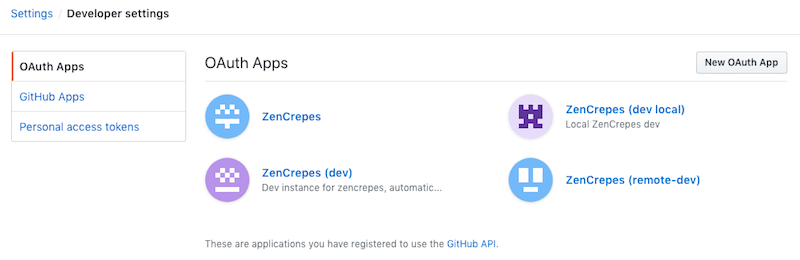 Settings / Developer settings
OAuth Apps
GitHub Apps
Personal access tokens
OAuth Apps
New OAuth App
ZenCrepes
ZenCrepes (dev local)
Local ZenCrepes dev
ZenCrepes (dev)
Dev instance for zencrepes, automatic...
ZenCrepes (remote-dev)
These are applications you have registered to use the GitHub API.